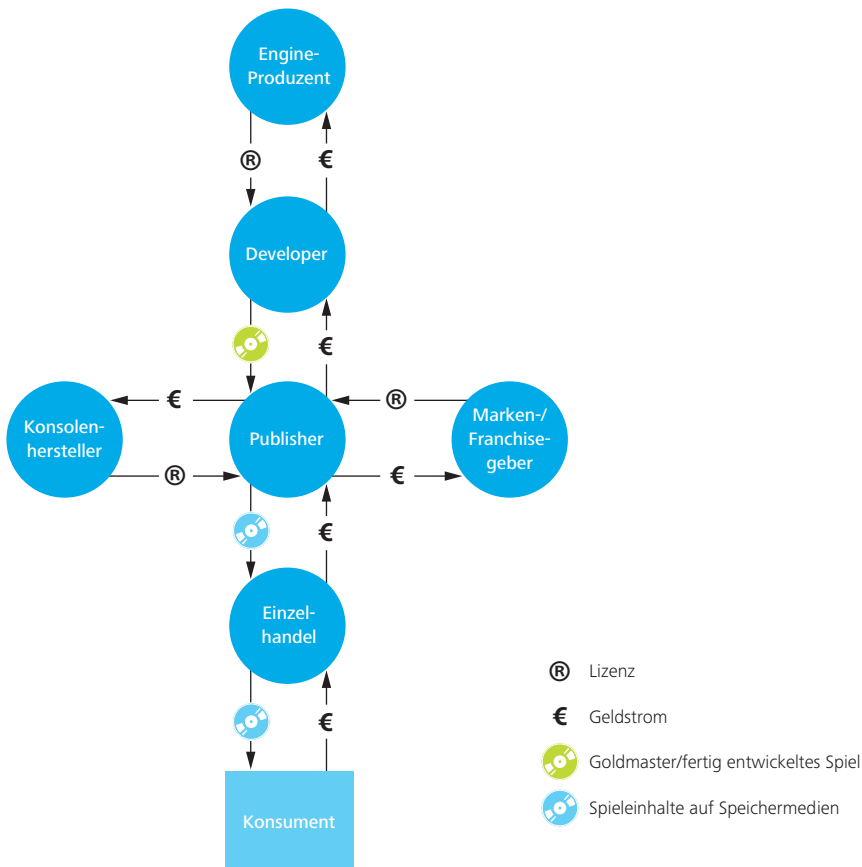 Engine-
Produzent
® €
Developer
€
€ ®
Konsolen-
hersteller
Publisher
Marken-/
Franchise-
geber
® €
€
Einzel-
handel
® Lizenz
€
€ Geldstrom
Goldmaster/fertig entwickeltes Spiel
Spieleinhalte auf Speichermedien
Konsument